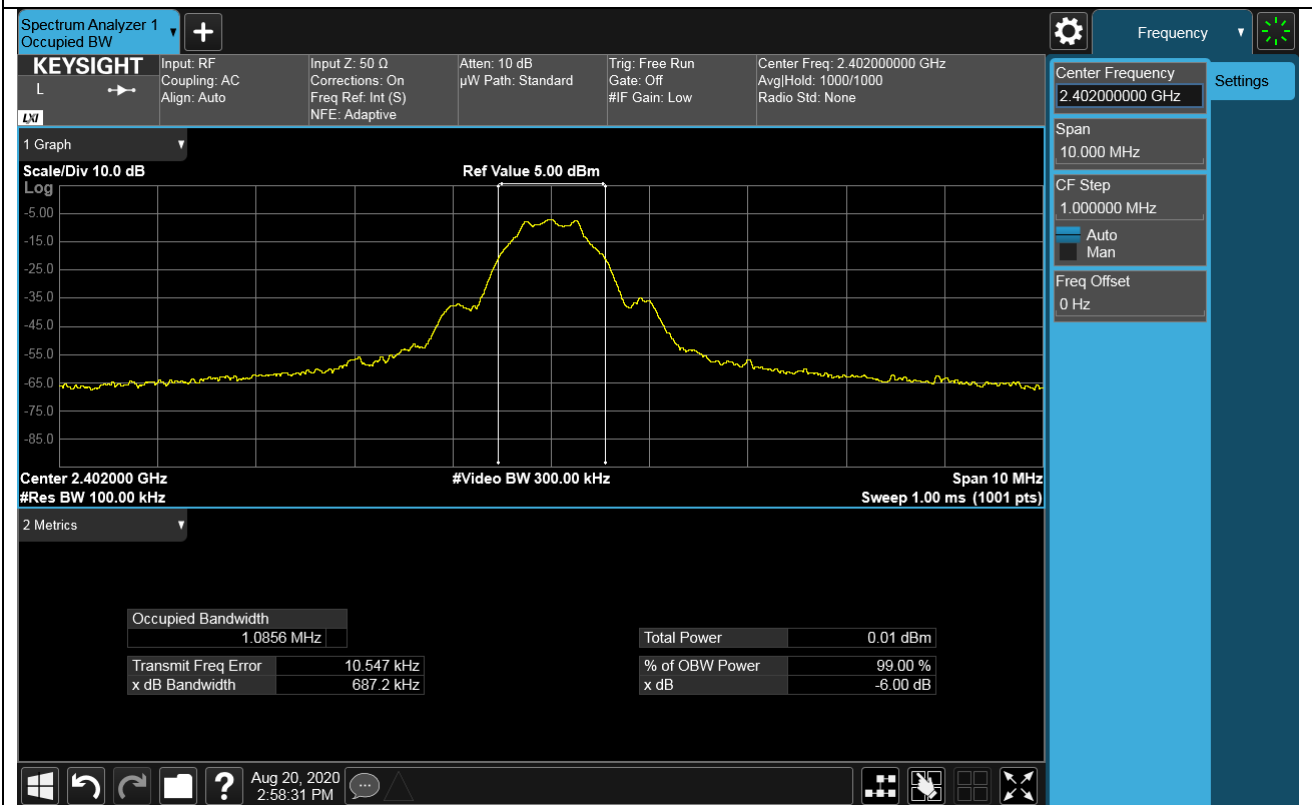 Spectrum Analyzer 1
Occupied BW
Frequency
KEYSIGHT
L
LXI
Input: RF
Coupling: AC
Align: Auto
Input Z: 50 Ω
Corrections: On
Freq Ref: Int (S)
NFE: Adaptive
Atten: 10 dB
µW Path: Standard
Trig: Free Run
Gate: Off
#IF Gain: Low
Center Freq: 2.402000000 GHz
Avg|Hold: 1000/1000
Radio Std: None
Center Frequency
2.402000000 GHz
Settings
Span
10.000 MHz
CF Step
1.000000 MHz
Auto
Man
Freq Offset
0 Hz
1 Graph
Scale/Div 10.0 dB
Ref Value 5.00 dBm
Log
-5.00
-15.0
-25.0
-35.0
-45.0
-55.0
-65.0
-75.0
-85.0
Center 2.402000 GHz
#Video BW 300.00 kHz
Span 10 MHz
#Res BW 100.00 kHz
Sweep 1.00 ms (1001 pts)
2 Metrics
Occupied Bandwidth
1.0856 MHz
Total Power 0.01 dBm
Transmit Freq Error 10.547 kHz
% of OBW Power 99.00 %
x dB Bandwidth 687.2 kHz
x dB -6.00 dB
?
Aug 20, 2020
2:58:31 PM